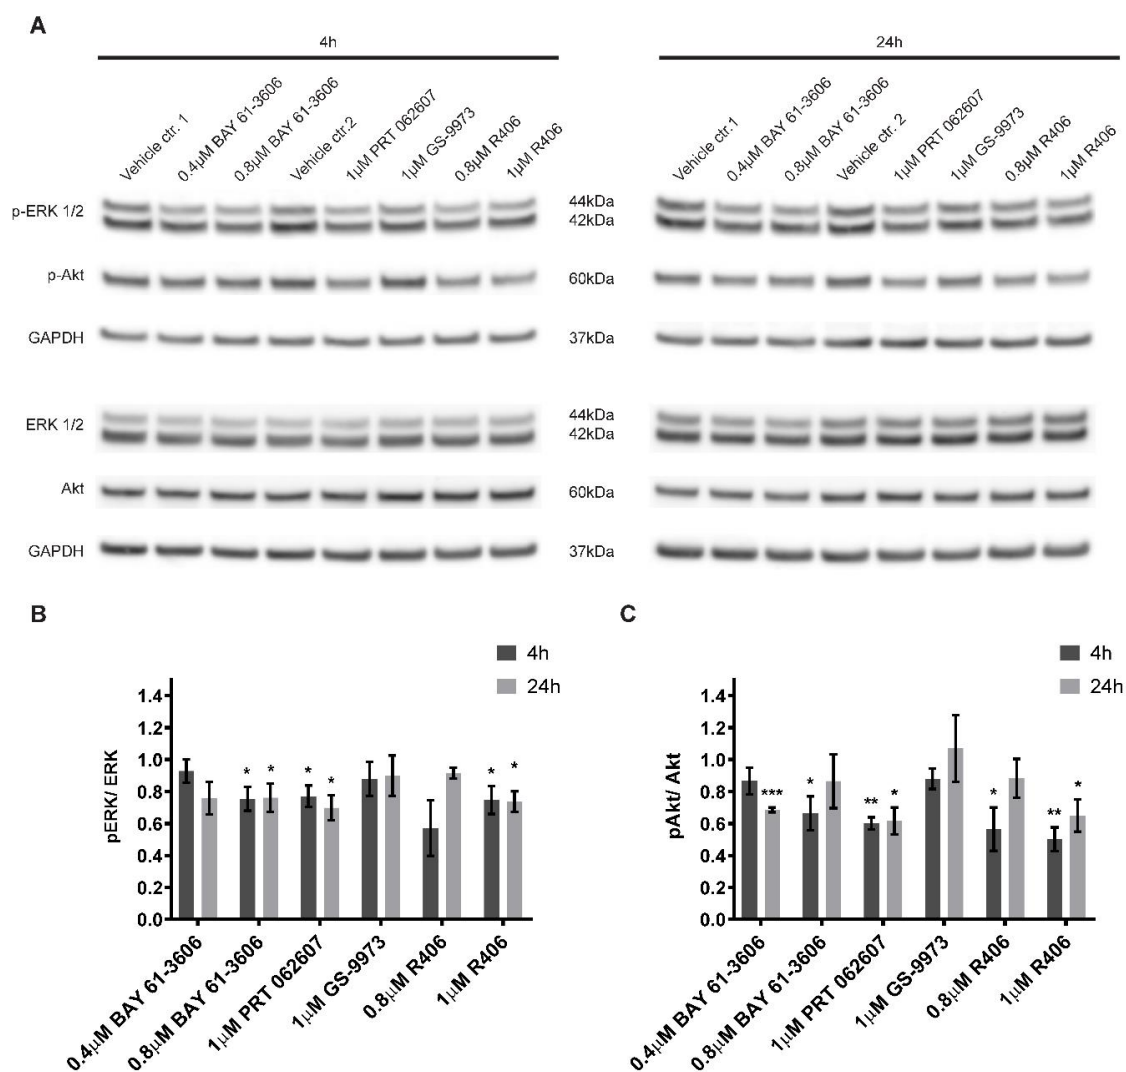 A
4h
24h
Vehicle ctr. 1
0.4µM BAY 61-3606
0.8µM BAY 61-3606
Vehicle ctr.2
1µM PRT 062607
1µM GS-9973
0.8µM R406
1µM R406
Vehicle ctr.1
0.4µM BAY 61-3606
0.8µM BAY 61-3606
Vehicle ctr. 2
1µM PRT 062607
1µM GS-9973
0.8µM R406
1µM R406
p-ERK 1/2
44kDa
42kDa
p-Akt
60kDa
GAPDH
37kDa
ERK 1/2
44kDa
42kDa
Akt
60kDa
GAPDH
37kDa
B
4h
24h
pERK/ ERK
1.4
1.2
1.0
0.8
0.6
0.4
0.2
0.0
* * * * * *
0.4µM BAY 61-3606
0.8µM BAY 61-3606
1µM PRT 062607
1µM GS-9973
0.8µM R406
1µM R406
C
4h
24h
pAkt/ Akt
1.4
1.2
1.0
0.8
0.6
0.4
0.2
0.0
*** * ** * * ** *
0.4µM BAY 61-3606
0.8µM BAY 61-3606
1µM PRT 062607
1µM GS-9973
0.8µM R406
1µM R406